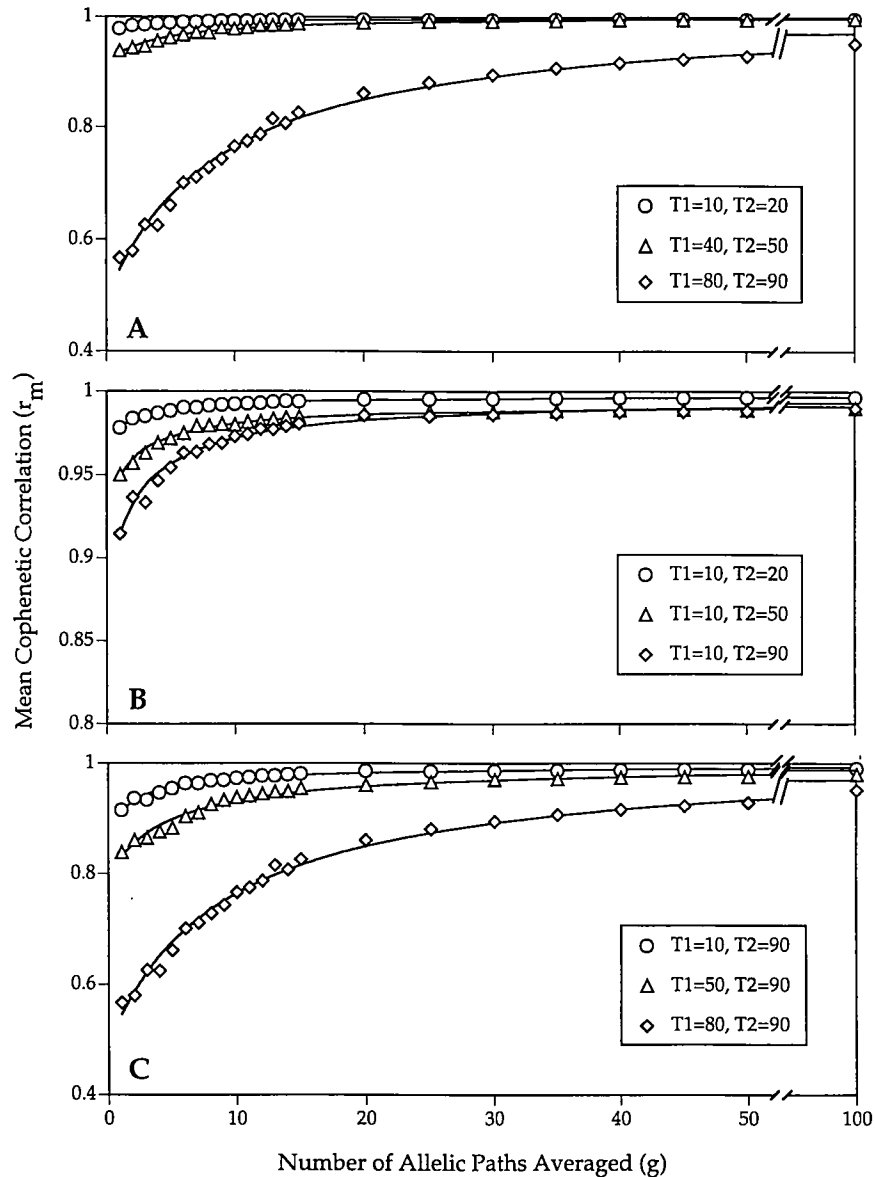 1
0.8
0.6
0.4
A
T1=10, T2=20
T1=40, T2=50
T1=80, T2=90
Mean Cophenetic Correlation (r_m)
1
0.95
0.9
0.85
0.8
B
T1=10, T2=20
T1=10, T2=50
T1=10, T2=90
1
0.8
0.6
0.4
C
T1=10, T2=90
T1=50, T2=90
T1=80, T2=90
0 10 20 30 40 50 100
Number of Allelic Paths Averaged (g)